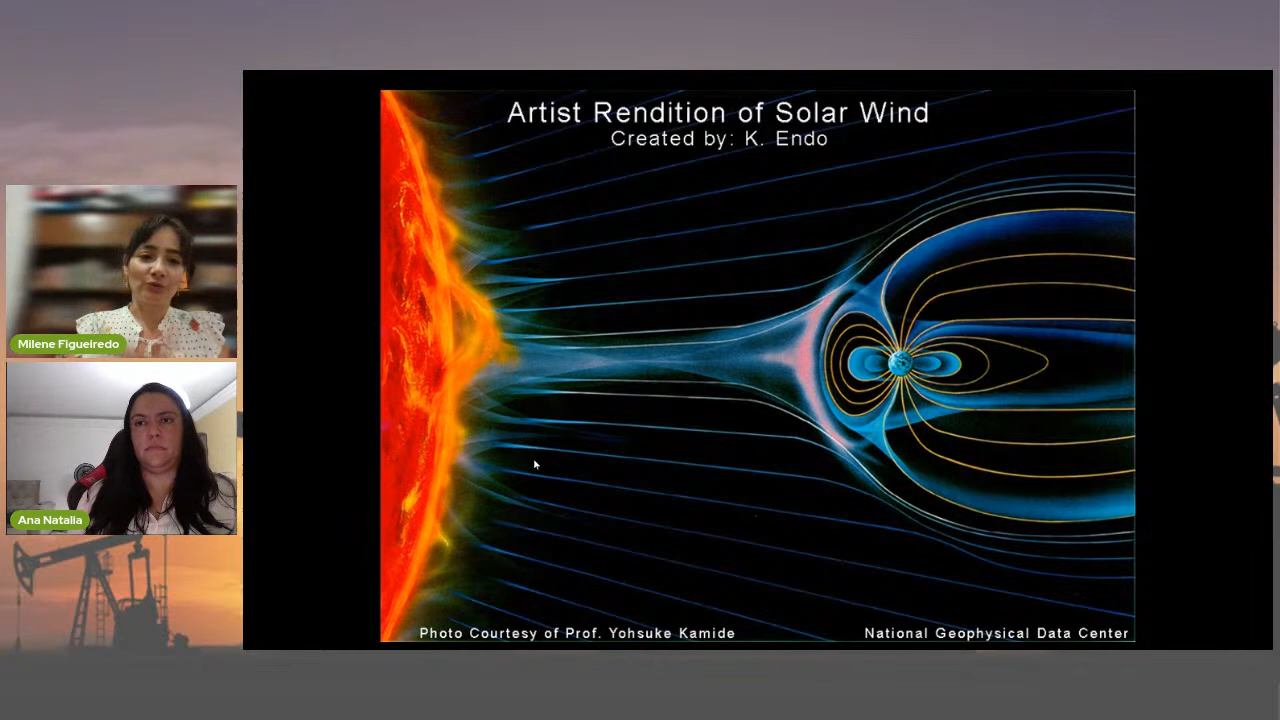 Artist Rendition of Solar Wind
Created by: K. Endo
Milene Figueiredo
Ana Natalia
Photo Courtesy of Prof. Yohsuke Kamide
National Geophysical Data Center